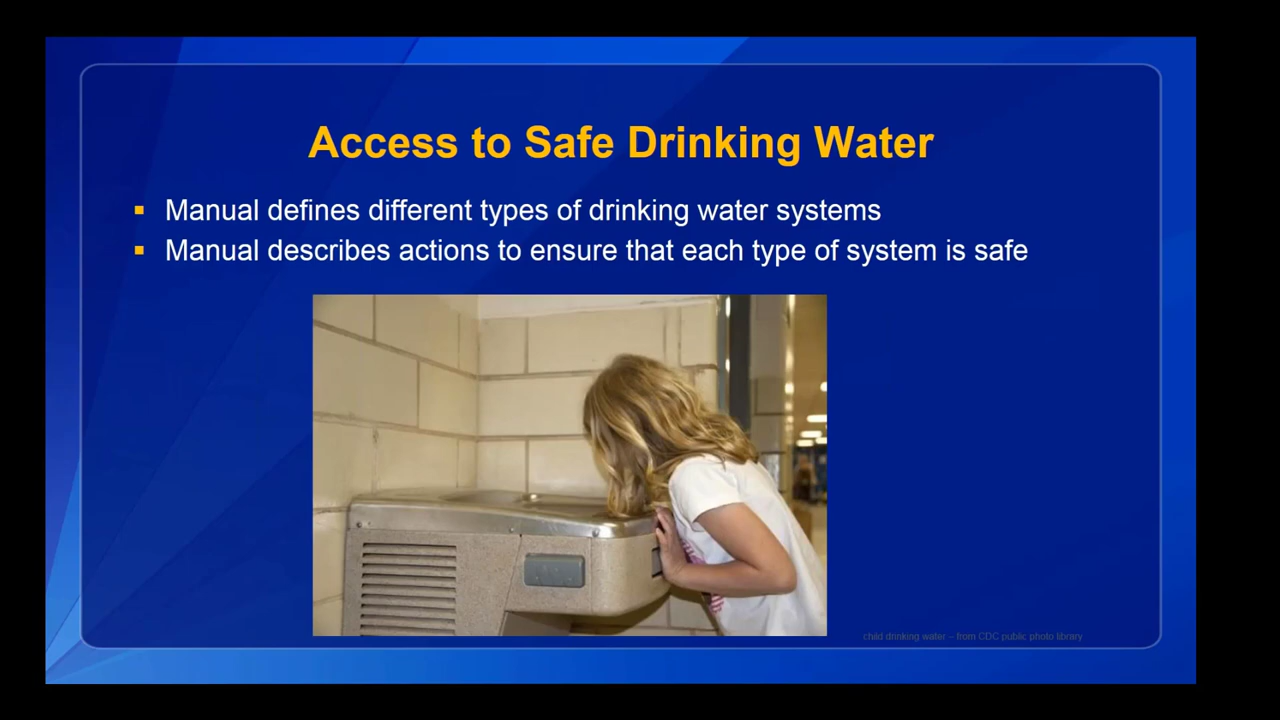 Access to Safe Drinking Water
▪ Manual defines different types of drinking water systems
▪ Manual describes actions to ensure that each type of system is safe
child drinking water – from CDC public photo library